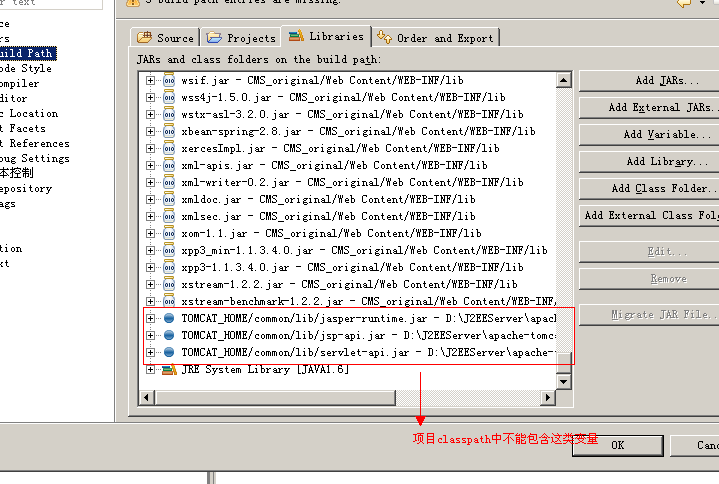 Source
Projects
Libraries
Order and Export
JARs and class folders on the build path:
wsif.jar - CMS_original/Web Content/WEB-INF/lib
wss4j-1.5.0.jar - CMS_original/Web Content/WEB-INF/lib
wstx-asl-3.2.0.jar - CMS_original/Web Content/WEB-INF/lib
xbean-spring-2.8.jar - CMS_original/Web Content/WEB-INF/lib
xercesImpl.jar - CMS_original/Web Content/WEB-INF/lib
xml-apis.jar - CMS_original/Web Content/WEB-INF/lib
xml-writer-0.2.jar - CMS_original/Web Content/WEB-INF/lib
xmldoc.jar - CMS_original/Web Content/WEB-INF/lib
xmlsec.jar - CMS_original/Web Content/WEB-INF/lib
xom-1.1.jar - CMS_original/Web Content/WEB-INF/lib
xpp3_min-1.1.3.4.0.jar - CMS_original/Web Content/WEB-INF/lib
xpp3-1.1.3.4.0.jar - CMS_original/Web Content/WEB-INF/lib
xstream-1.2.2.jar - CMS_original/Web Content/WEB-INF/lib
xstream-benchmark-1.2.2.jar - CMS_original/Web Content/WEB-INF/
TOMCAT_HOME/common/lib/jasper-runtime.jar - D:\J2EEServer\apac
TOMCAT_HOME/common/lib/jsp-api.jar - D:\J2EEServer\apache-tomc
TOMCAT_HOME/common/lib/servlet-api.jar - D:\J2EEServer\apache-
JRE System Library [JAVA1.6]
Add JARs...
Add External JARs..
Add Variable...
Add Library...
Add Class Folder..
Add External Class Fol
Edit...
Remove
Migrate JAR File..
uild Path
ode Style
ompiler
ditor
c Location
t Facets
t References
bug Settings
本控制
epository
ags
tion
xt
项目classpath中不能包含这类变量
OK
Canc